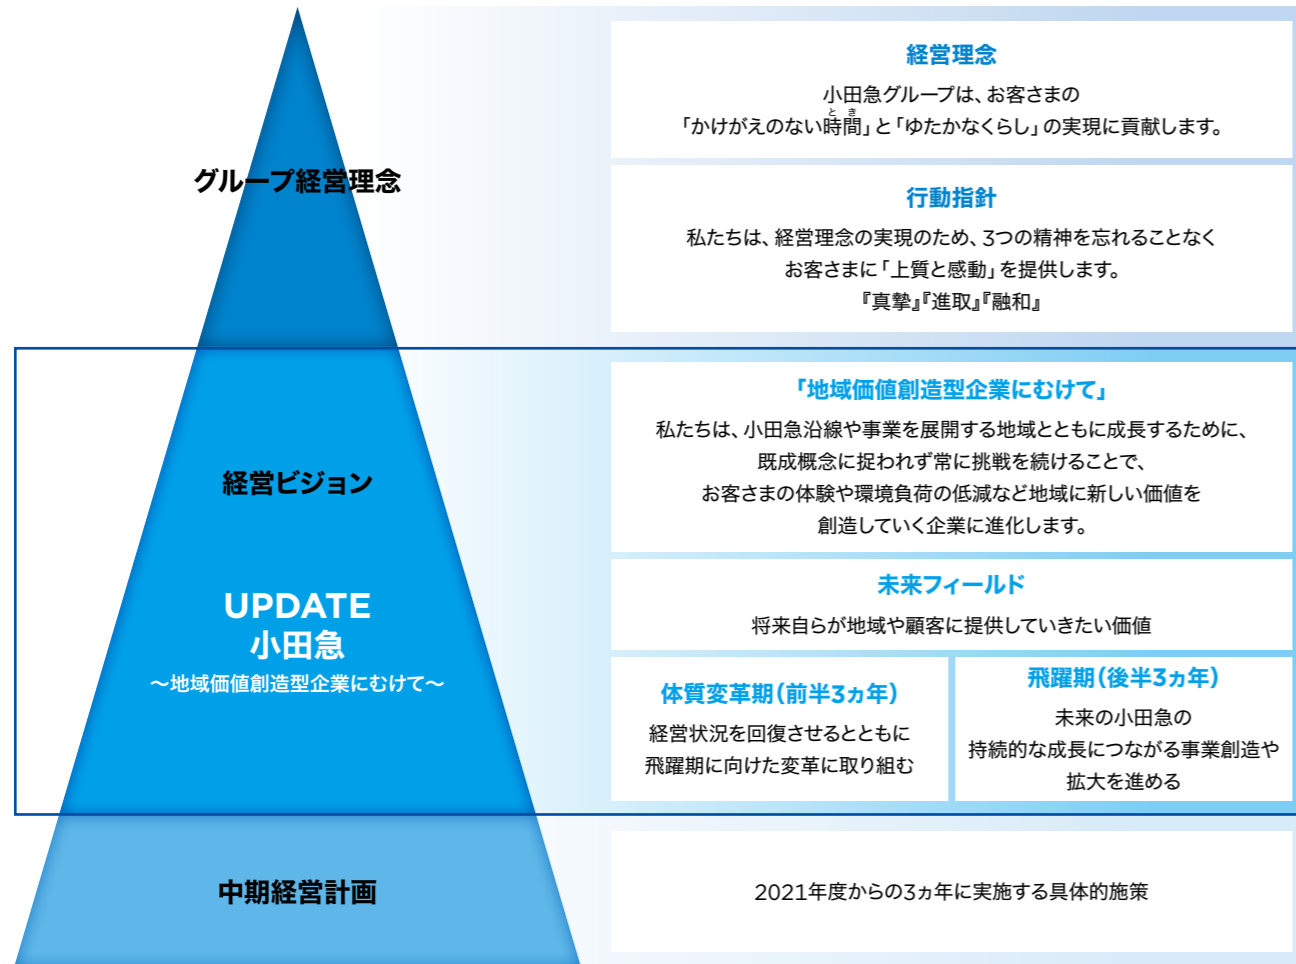 グループ経営理念
経営理念
小田急グループは、お客さまの
「かけがえのない時間」と「ゆたかなくらし」の実現に貢献します。
とき
行動指針
私たちは、経営理念の実現のため、3つの精神を忘れることなく
お客さまに「上質と感動」を提供します。
『真摯』『進取』『融和』
経営ビジョン
UPDATE
小田急
～地域価値創造型企業にむけて～
「地域価値創造型企業にむけて」
私たちは、小田急沿線や事業を展開する地域とともに成長するために、
既成概念に捉われず常に挑戦を続けることで、
お客さまの体験や環境負荷の低減など地域に新しい価値を
創造していく企業に進化します。
未来フィールド
将来自らが地域や顧客に提供していきたい価値
体質変革期（前半3ヵ年）
経営状況を回復させるとともに
飛躍期に向けた変革に取り組む
飛躍期（後半3ヵ年）
未来の小田急の
持続的な成長につながる事業創造や
拡大を進める
中期経営計画
2021年度からの3ヵ年に実施する具体的施策